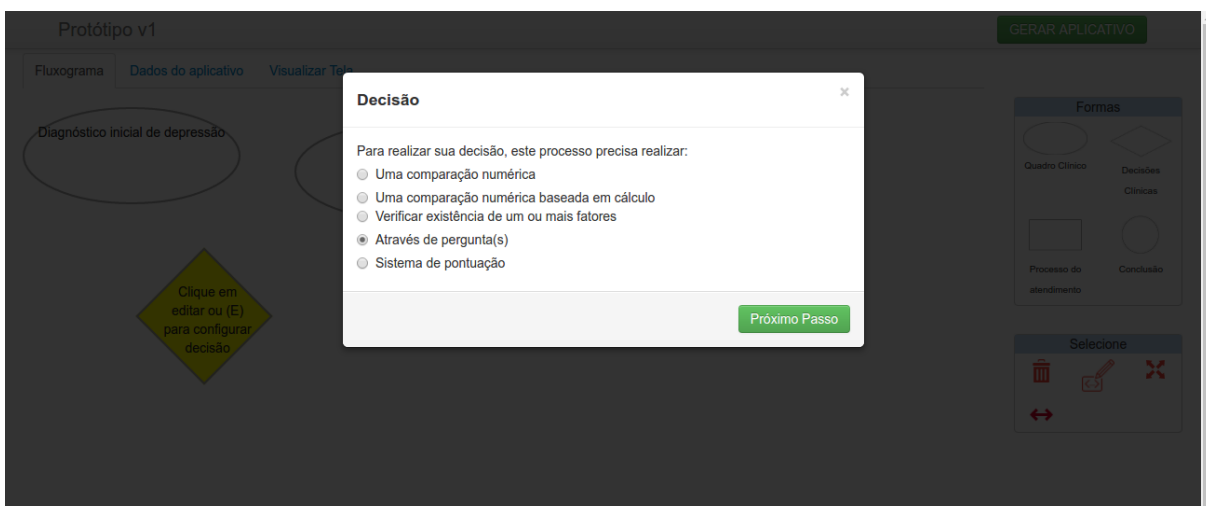 Protótipo v1
GERAR APLICATIVO
Fluxograma
Dados do aplicativo
Visualizar Tela
Diagnóstico inicial de depressão
Clique em
editar ou (E)
para configurar
decisão
Decisão
×
Para realizar sua decisão, este processo precisa realizar:
Uma comparação numérica
Uma comparação numérica baseada em cálculo
Verificar existência de um ou mais fatores
Através de pergunta(s)
Sistema de pontuação
Próximo Passo
Formas
Quadro Clínico
Decisões
Clínicas
Processo do
atendimento
Conclusão
Selecione